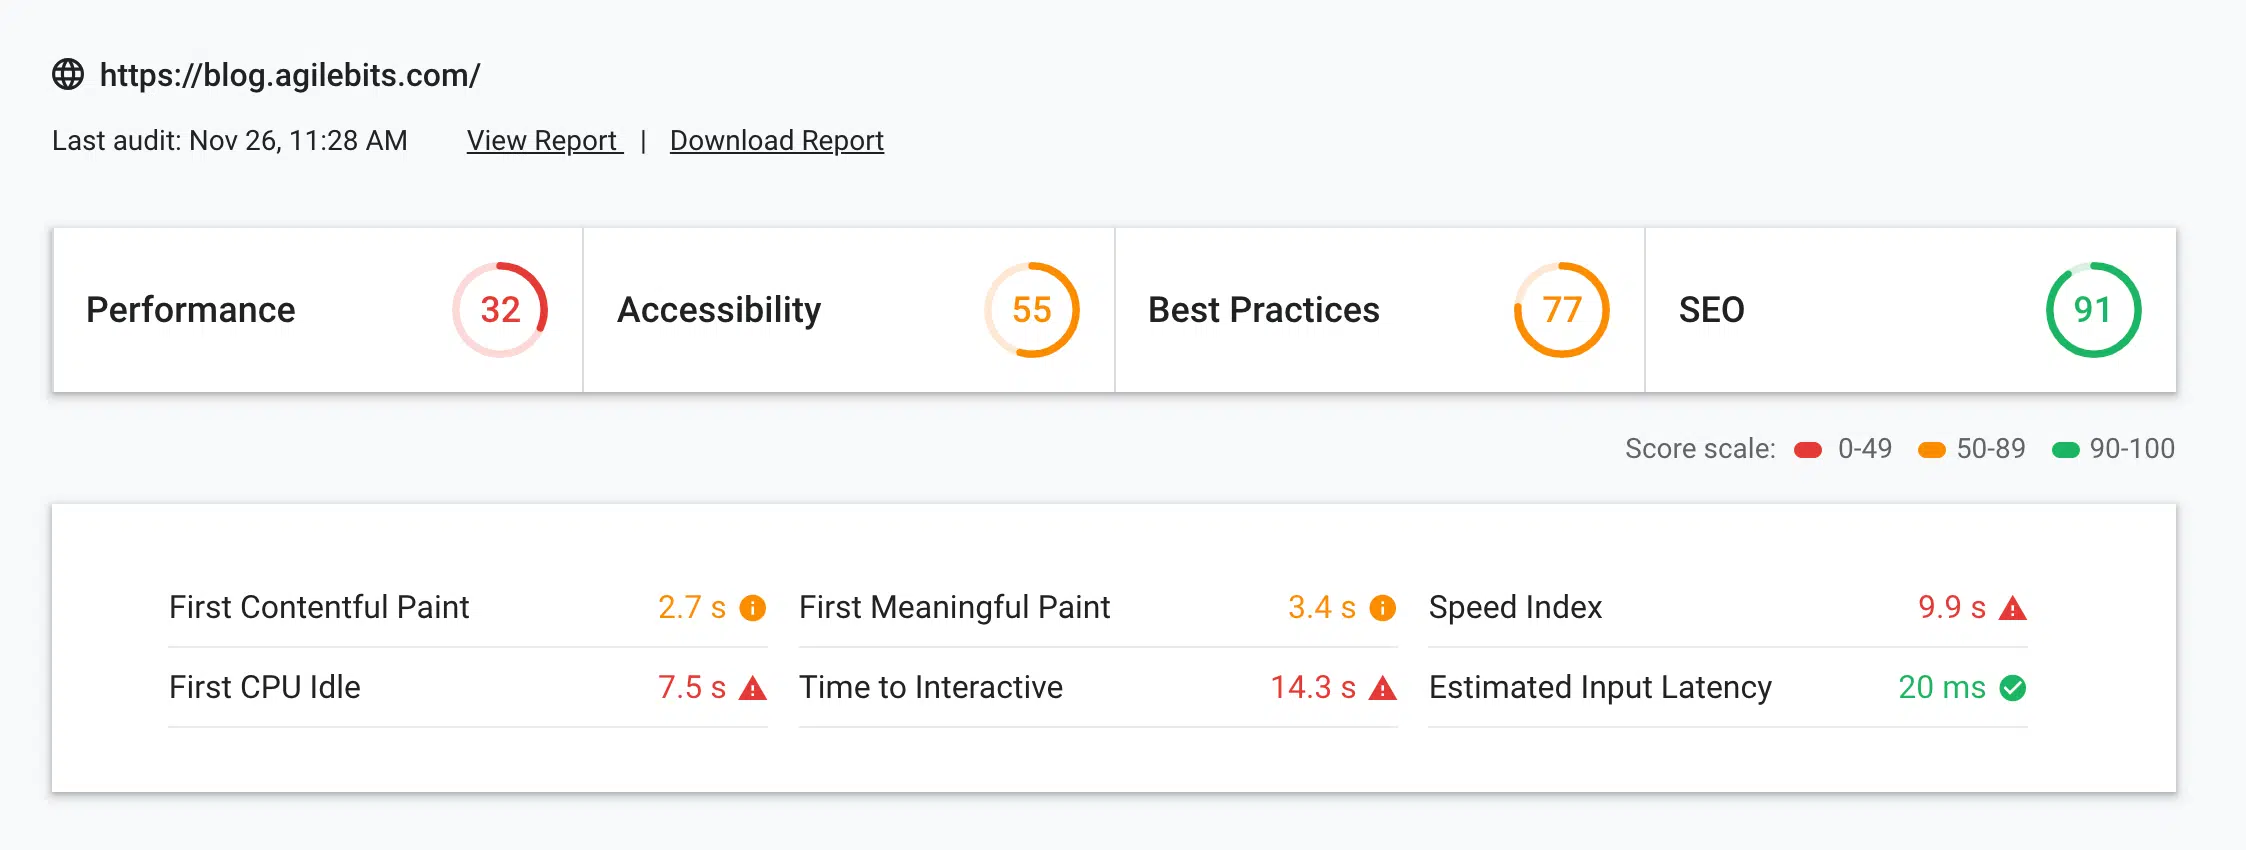 https://blog.agilebits.com/
Last audit: Nov 26, 11:28 AM View Report | Download Report
Performance 32 Accessibility 55 Best Practices 77 SEO 91
Score scale: 0-49 50-89 90-100
First Contentful Paint 2.7 s First Meaningful Paint 3.4 s Speed Index 9.9 s
First CPU Idle 7.5 s Time to Interactive 14.3 s Estimated Input Latency 20 ms